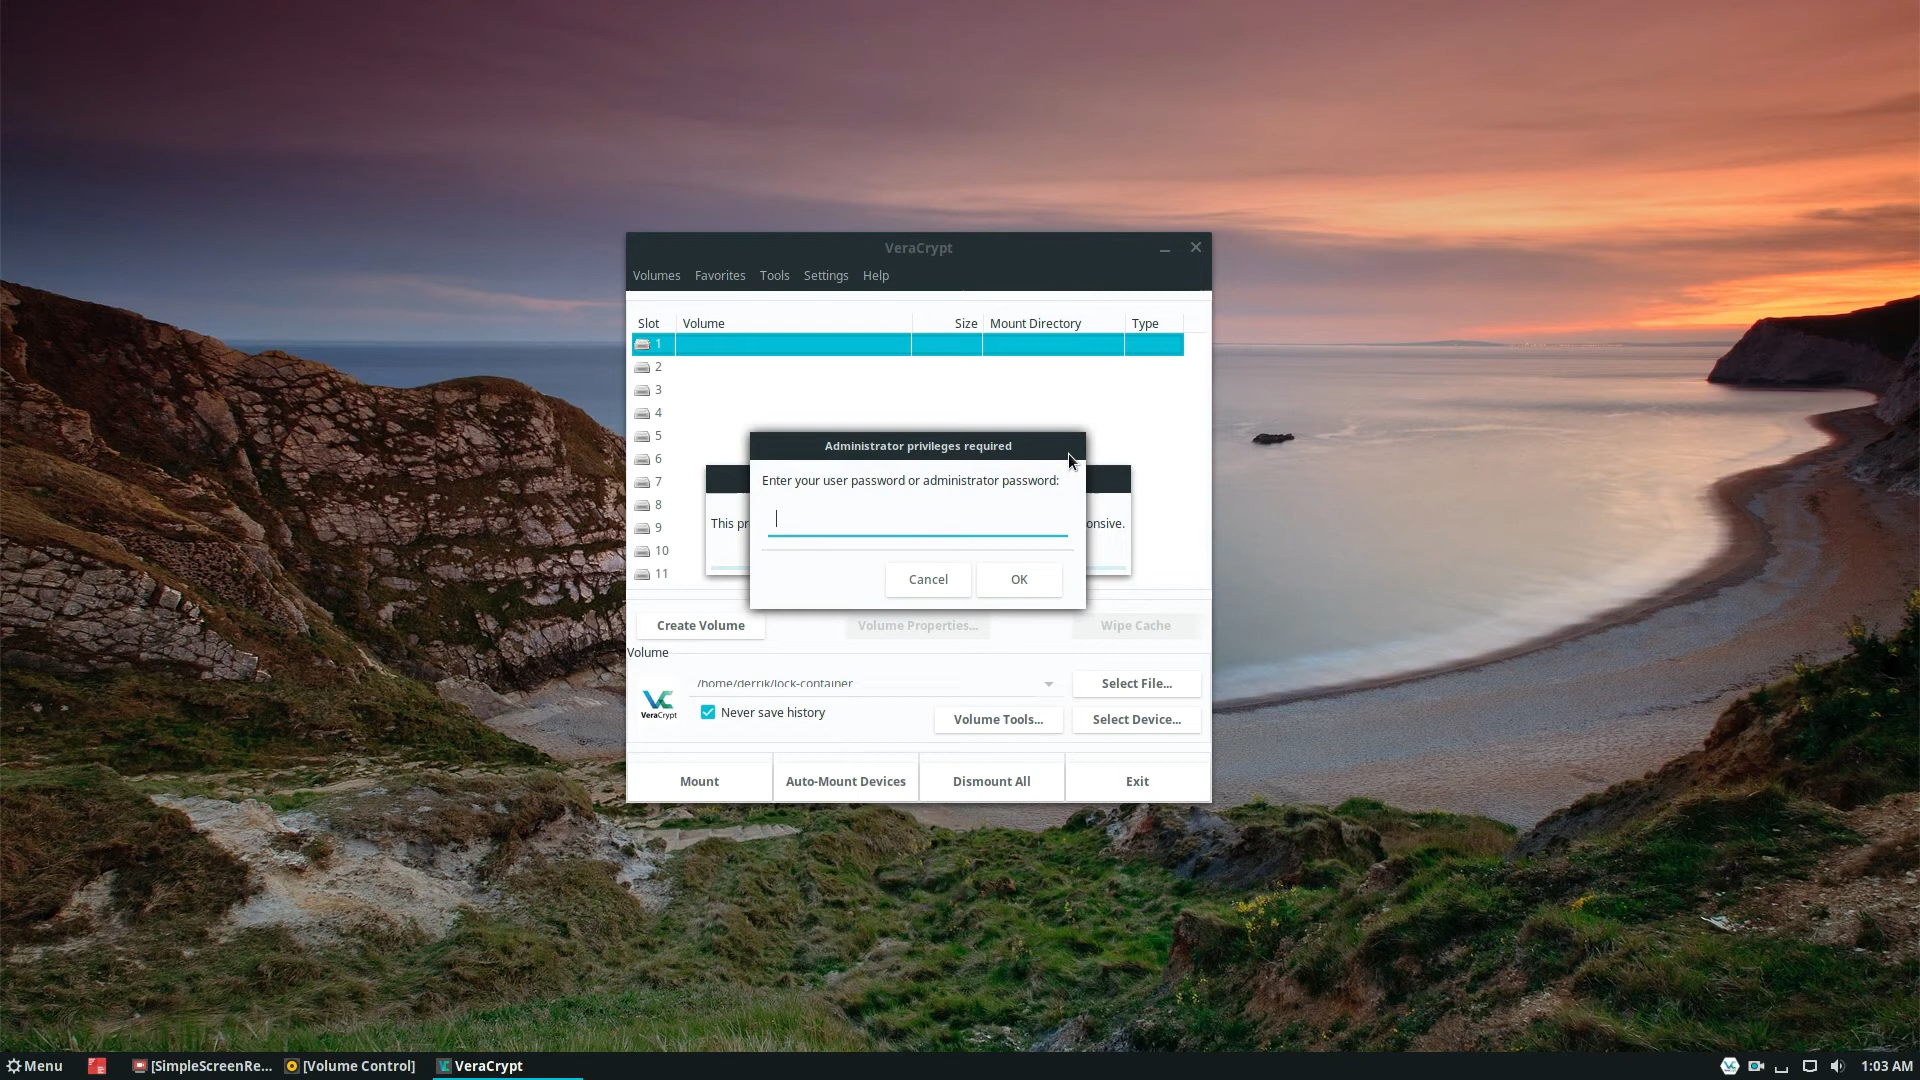 VeraCrypt
Volumes Favorites Tools Settings Help
Slot Volume Size Mount Directory Type
1
2
3
4
5
6
7
8
9
10
11
Administrator privileges required
Enter your user password or administrator password:
This pr
onsive.
Cancel OK
Create Volume Volume Properties... Wipe Cache
Volume
/home/derrik/lock-container Select File...
VeraCrypt
Never save history Volume Tools... Select Device...
Mount Auto-Mount Devices Dismount All Exit
Menu [SimpleScreenRe... [Volume Control] VeraCrypt 1:03 AM